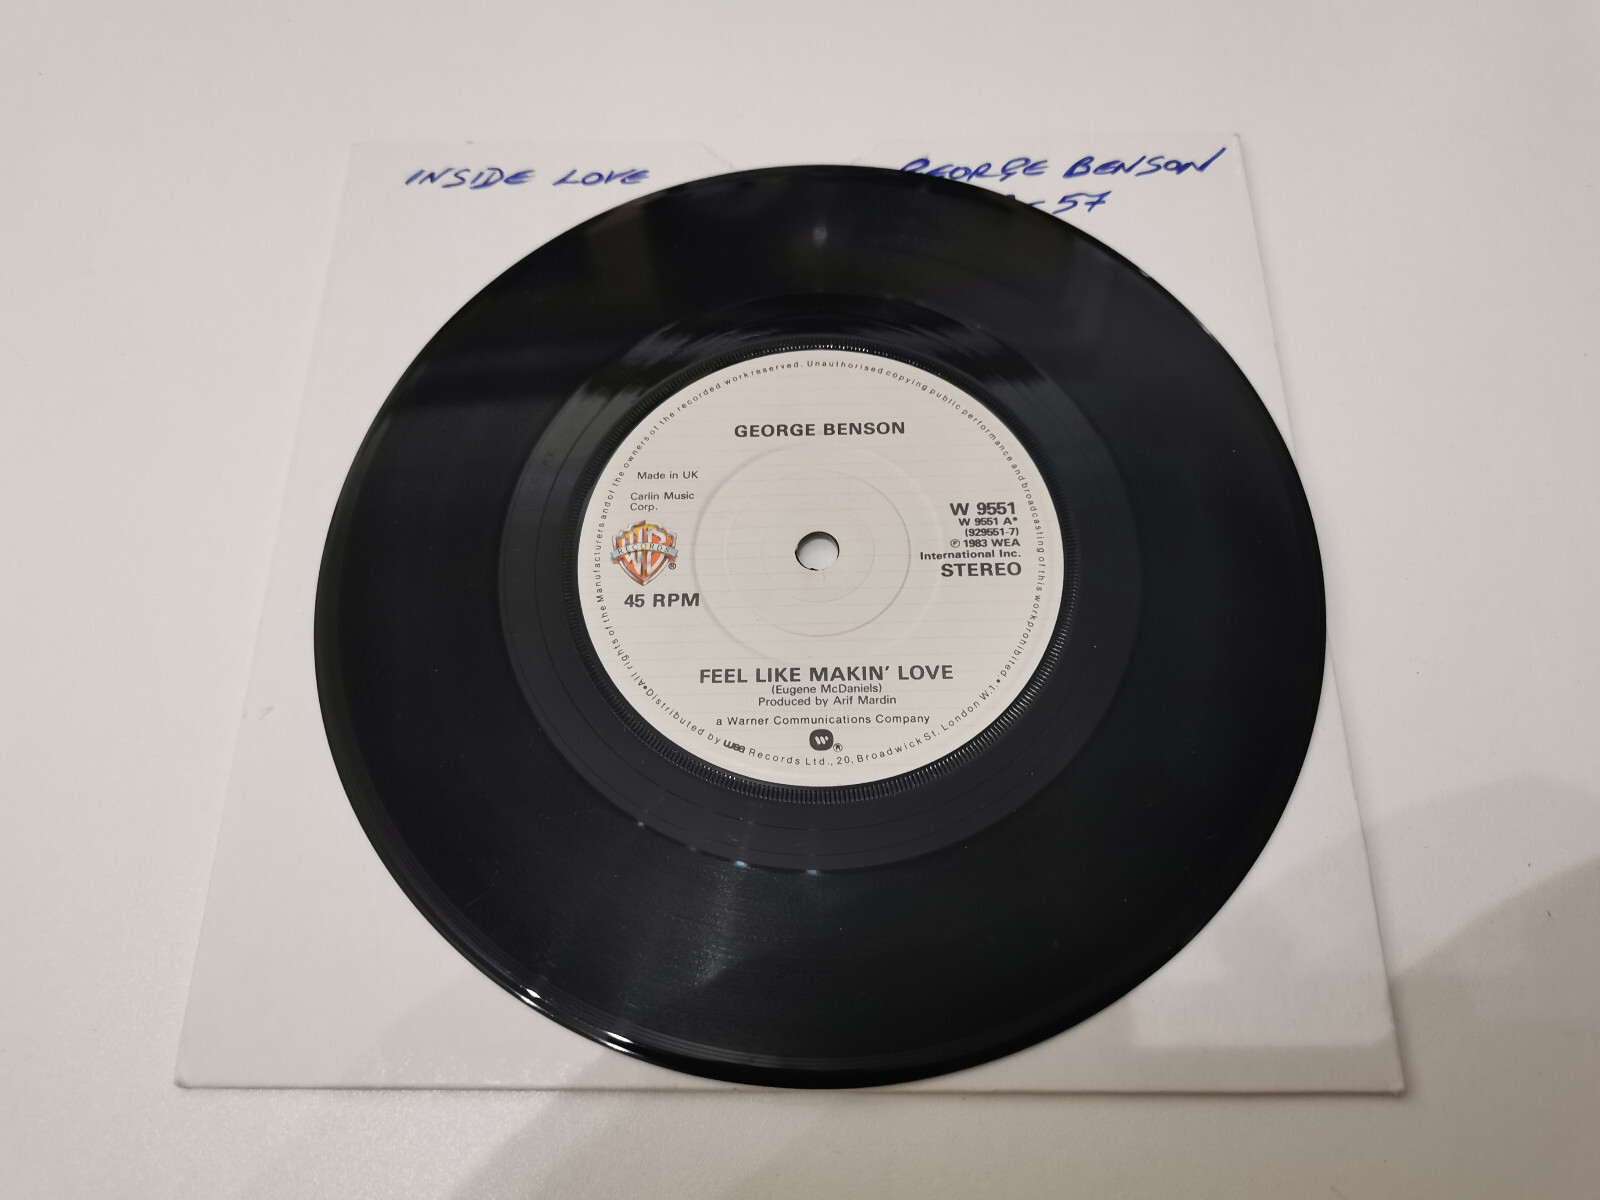 INSIDE LOVE
GEORGE BENSON
- 57
All rights of the Manufacturers and of the owners of the recorded work reserved. Unauthorised copying public performance and broadcasting of this work prohibited.
GEORGE BENSON
Made in UK
Carlin Music
Corp.
WB
RECORDS
®
45 RPM
W 9551
W 9551 A*
(929551-7)
℗ 1983 WEA
International Inc.
STEREO
FEEL LIKE MAKIN' LOVE
(Eugene McDaniels)
Produced by Arif Mardin
a Warner Communications Company
®
• Distributed by wea Records Ltd., 20, Broadwick St. London W.1. •